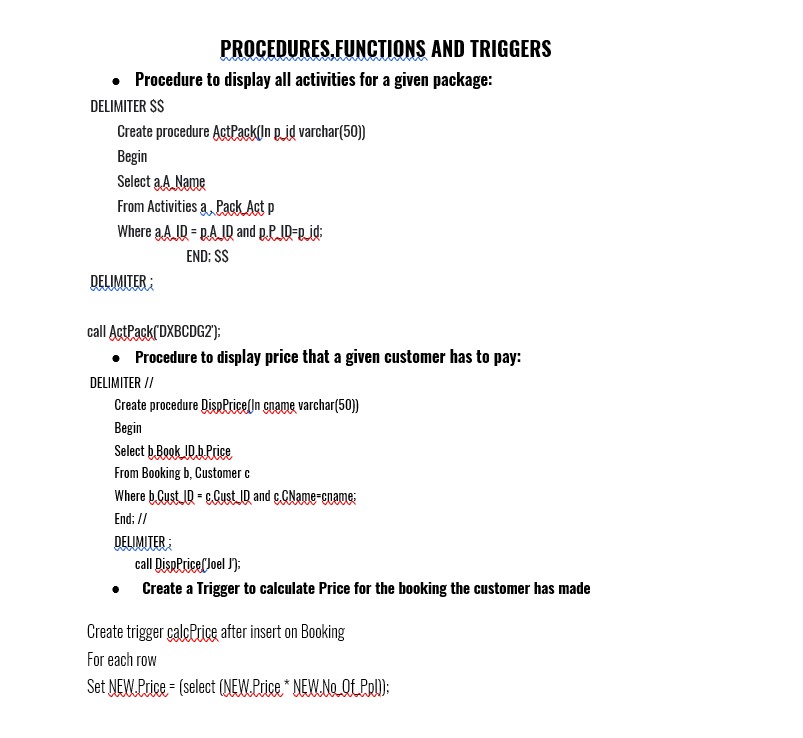 PROCEDURES,FUNCTIONS AND TRIGGERS
● Procedure to display all activities for a given package:
DELIMITER $$
Create procedure ActPack(In p_id varchar(50))
Begin
Select a.A_Name
From Activities a , Pack_Act p
Where a.A_ID = p.A_ID and p.P_ID=p_id;
END; $$
DELIMITER ;
call ActPack('DXBCDG2');
● Procedure to display price that a given customer has to pay:
DELIMITER //
Create procedure DispPrice(In cname varchar(50))
Begin
Select b.Book_ID,b.Price
From Booking b, Customer c
Where b.Cust_ID = c.Cust_ID and c.CName=cname;
End; //
DELIMITER ;
call DispPrice('Joel J');
● Create a Trigger to calculate Price for the booking the customer has made
Create trigger calcPrice after insert on Booking
For each row
Set NEW.Price = (select (NEW.Price * NEW.No_Of_Ppl));